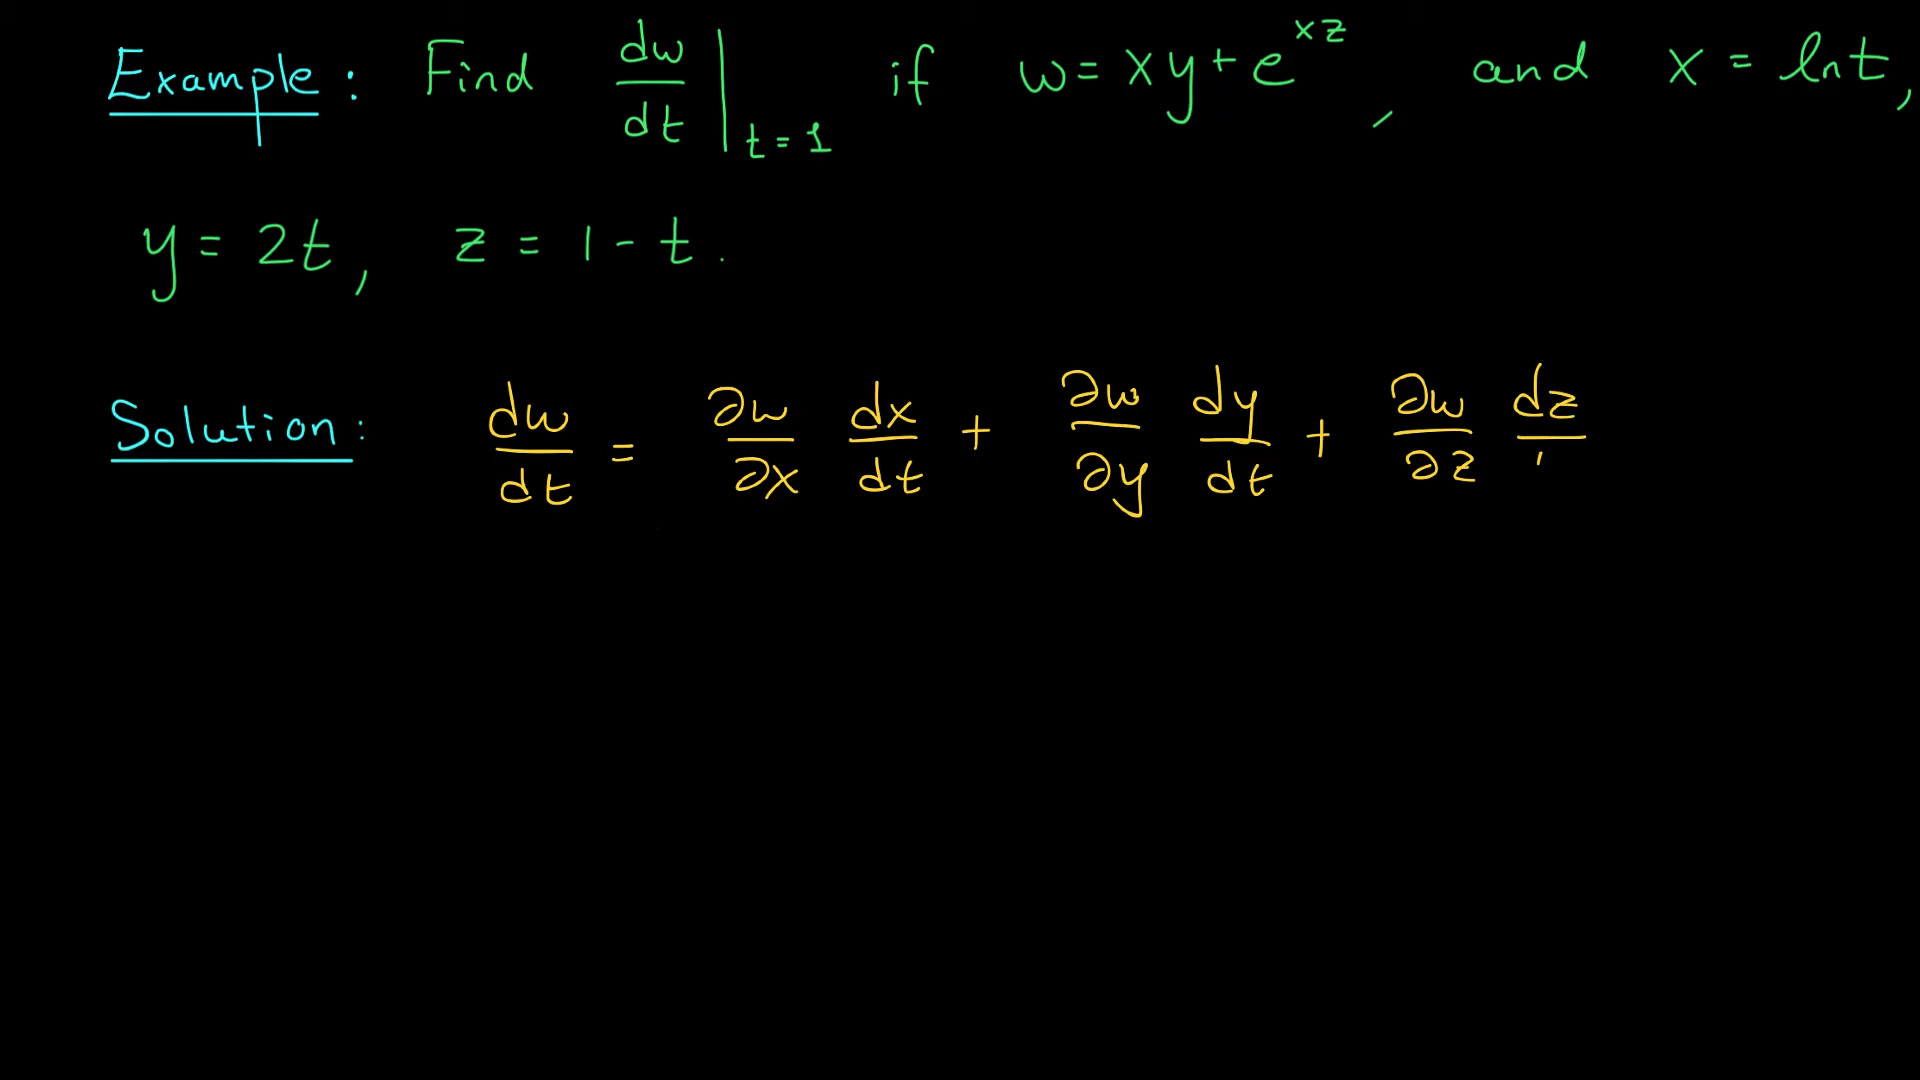 Example: Find dw/dt|_{t=1} if w = xy + e^{xz}, and x = ln t,
y = 2t, z = 1 - t.
Solution: dw/dt = ∂w/∂x dx/dt + ∂w/∂y dy/dt + ∂w/∂z dz/